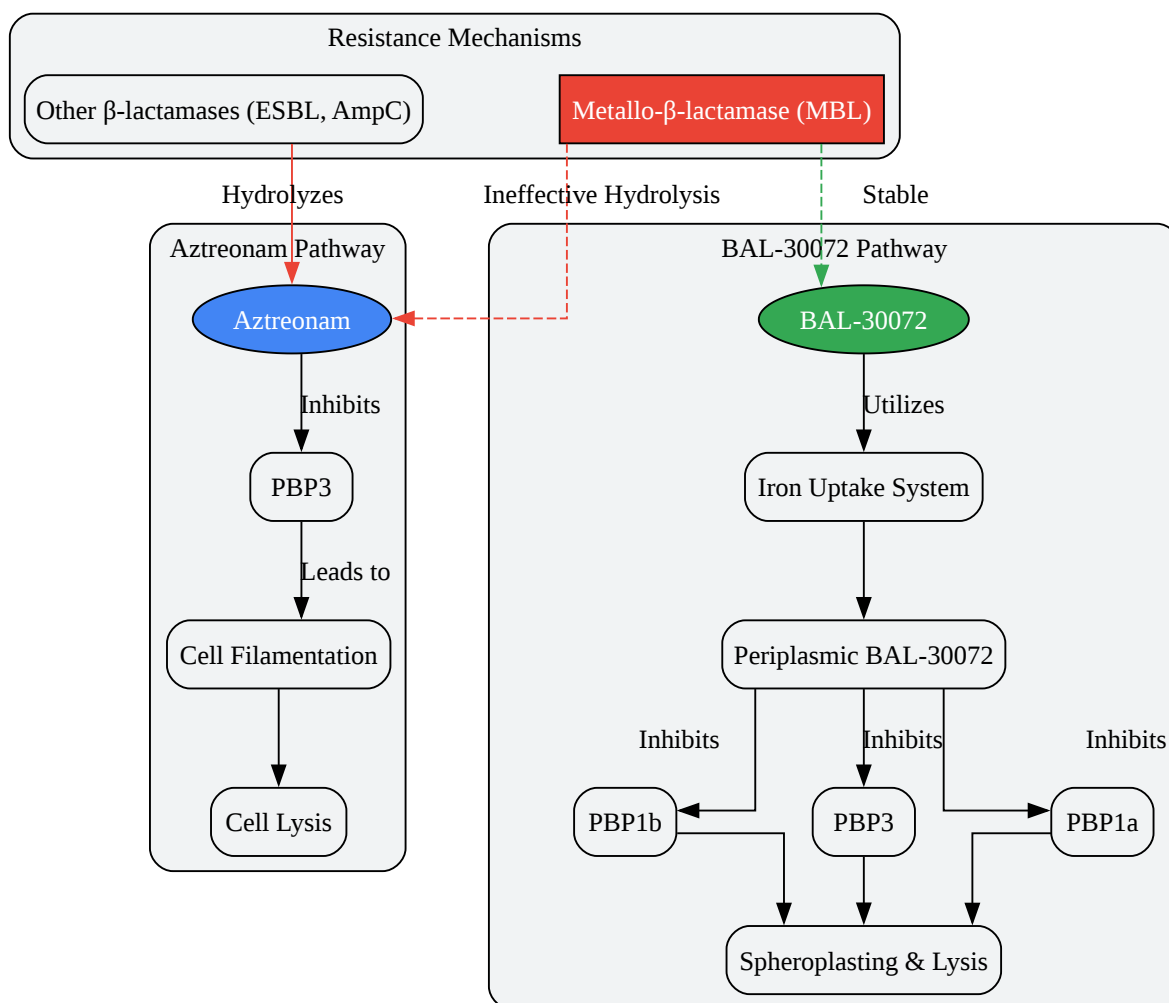 Resistance Mechanisms
Other β-lactamases (ESBL, AmpC)
Metallo-β-lactamase (MBL)
Hydrolyzes
Ineffective Hydrolysis
Stable
Aztreonam Pathway
BAL-30072 Pathway
Aztreonam
BAL-30072
Inhibits
Utilizes
PBP3
Iron Uptake System
Leads to
Cell Filamentation
Periplasmic BAL-30072
Inhibits
Inhibits
Inhibits
Cell Lysis
PBP1b
PBP3
PBP1a
Spheroplasting & Lysis